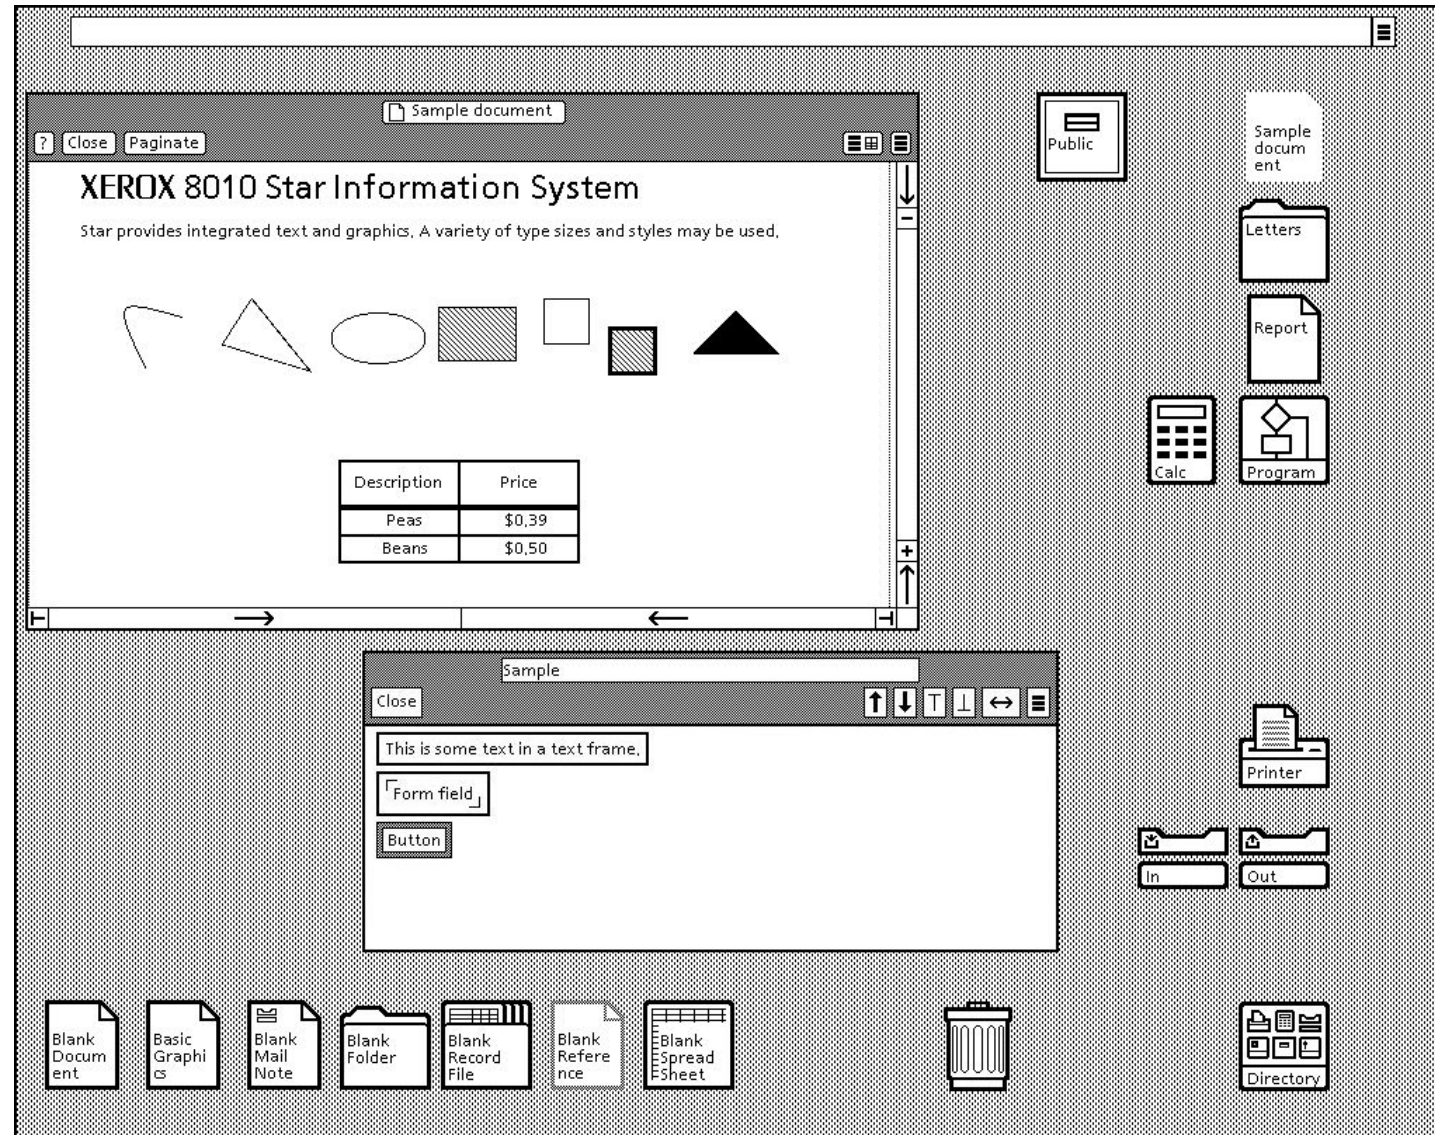 Sample document
? Close Paginate
XEROX 8010 Star Information System
Star provides integrated text and graphics. A variety of type sizes and styles may be used.
Description Price
Peas $0.39
Beans $0.50
Public
Sample
docum
ent
Letters
Report
Calc
Program
Sample
Close
This is some text in a text frame.
Form field
Button
Printer
In
Out
Blank
Docum
ent
Basic
Graphi
cs
Blank
Mail
Note
Blank
Folder
Blank
Record
File
Blank
Refere
nce
Blank
Spread
Sheet
Directory